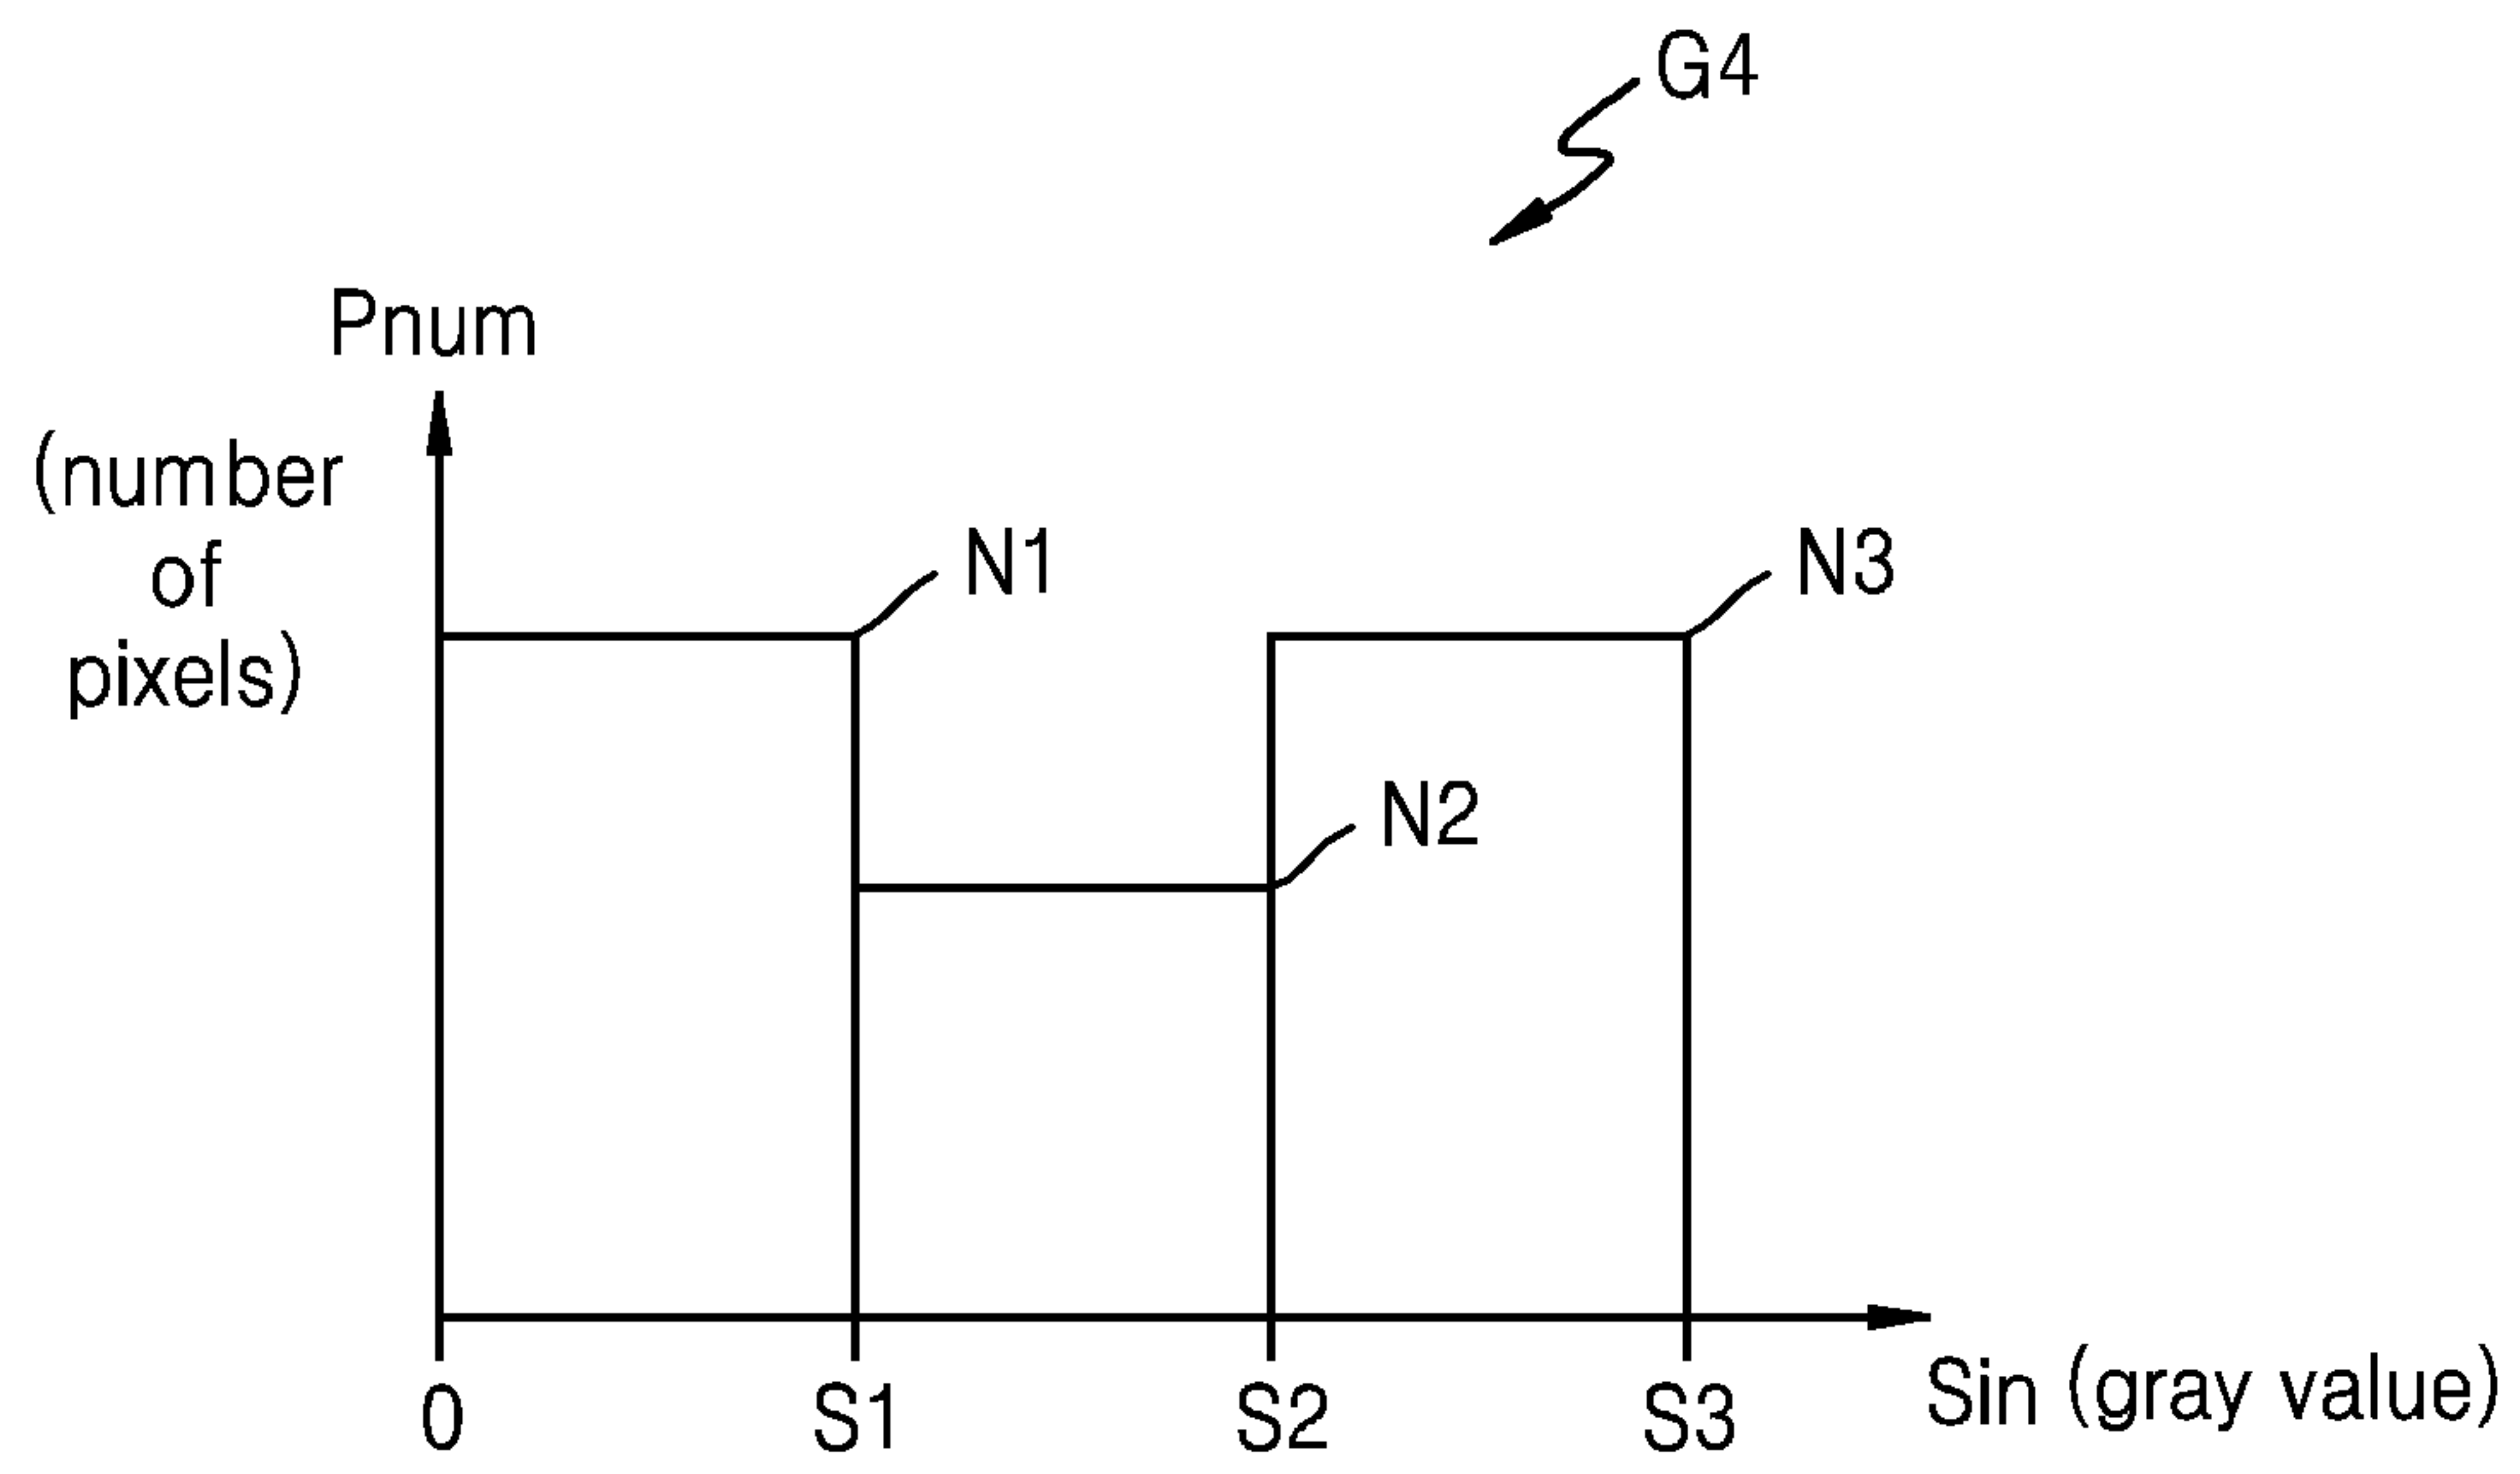 G4
Pnum
(number
of
pixels)
N1
N3
N2
0
S1
S2
S3
Sin (gray value)